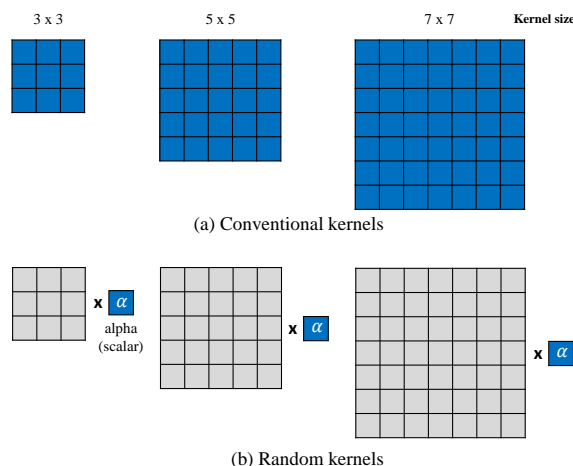 3 x 3 5 x 5 7 x 7 Kernel size
(a) Conventional kernels
x α x α x α
alpha
(scalar)
(b) Random kernels